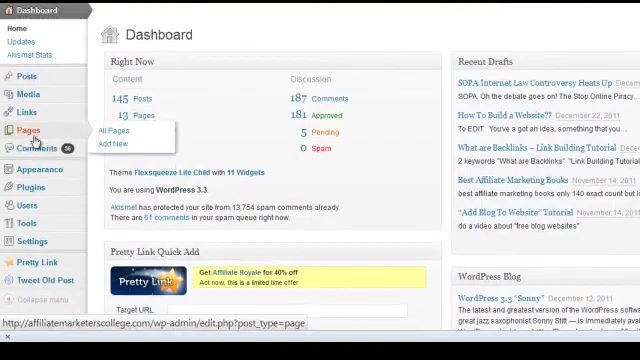 Dashboard
Home
Updates
Akismet Stats
Posts
Media
Links
Pages
All Pages
Add New
Comments 56
Appearance
Plugins
Users
Tools
Settings
Pretty Link
Tweet Old Post
Collapse menu
Dashboard
Right Now
Content
Discussion
145 Posts
187 Comments
13 Pages
181 Approved
5 Pending
0 Spam
Theme Flexsqueeze Lite Child with 11 Widgets
You are using WordPress 3.3
Akismet has protected your site from 13,754 spam comments already.
There are 61 comments in your spam queue right now.
Pretty Link Quick Add
Pretty Link
Get Affiliate Royale for 40% off
Act now, this is a limited time offer
Target URL
Recent Drafts
SOPA Internet Law Controversy Heats Up
SOPA, Oh the debate goes on! The Stop Online Piracy...
How To Build a Website?? December 22, 2011
To EDIT You've got a idea, something that you...
What are Backlinks – Link Building Tutorial
2 keywords "What are Backlinks" "Link Building Tut
Best Affiliate Marketing Books November 14, 2011
best affiliate marketing books only 140 exact count but lo
"Add Blog To Website" Tutorial November 14, 2011
do a video about "free blog websites"
WordPress Blog
WordPress 3.3 "Sonny" December 12, 2011
The latest and greatest version of the WordPress
great jazz saxophonist Sonny Stitt — is immediately
http://affiliatemarketerscollege.com/wp-admin/edit.php?post_type=page